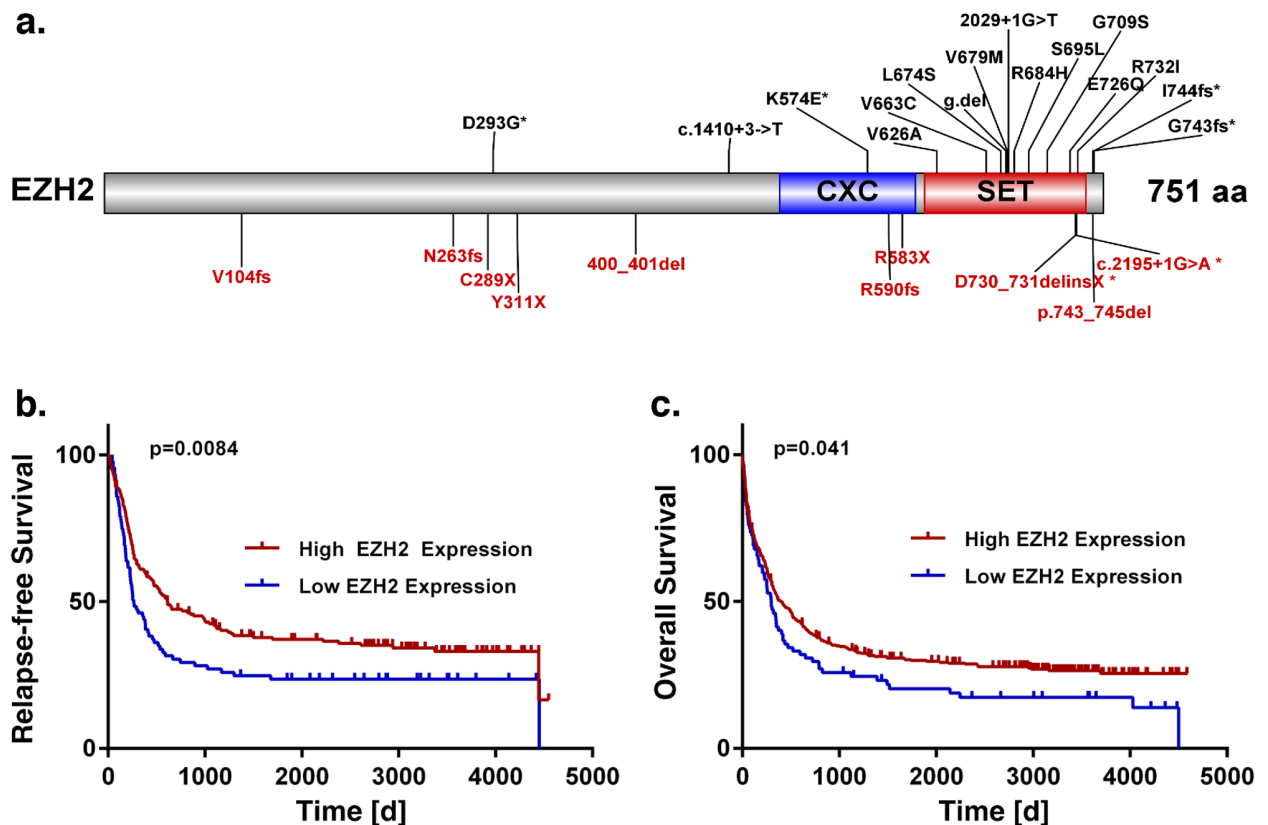 a.
2029+1G>T
G709S
V679M
S695L
L674S
R684H
R732I
K574E*
V663C
g.del
E726Q
I744fs*
D293G*
c.1410+3->T
V626A
G743fs*
EZH2
CXC
SET
751 aa
V104fs
N263fs
C289X
Y311X
400_401del
R583X
R590fs
c.2195+1G>A *
D730_731delinsX *
p.743_745del
b.
p=0.0084
Relapse-free Survival
100
50
0
High EZH2 Expression
Low EZH2 Expression
0 1000 2000 3000 4000 5000
Time [d]
c.
p=0.041
Overall Survival
100
50
0
High EZH2 Expression
Low EZH2 Expression
0 1000 2000 3000 4000 5000
Time [d]